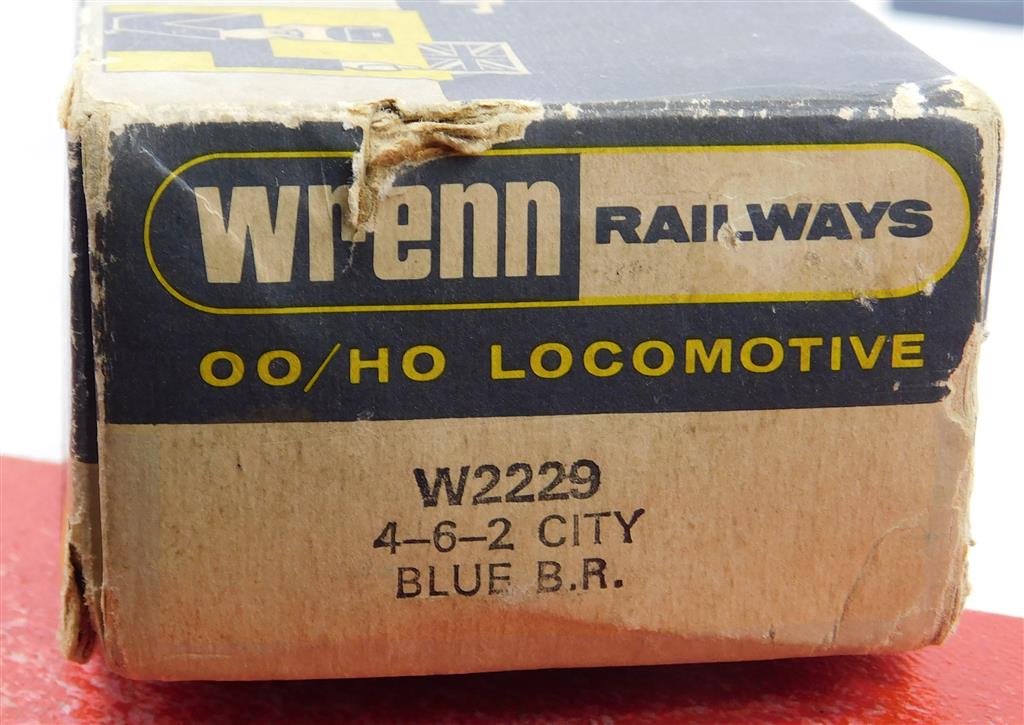 Wrenn RAILWAYS
OO/HO LOCOMOTIVE
W2229
4-6-2 CITY
BLUE B.R.